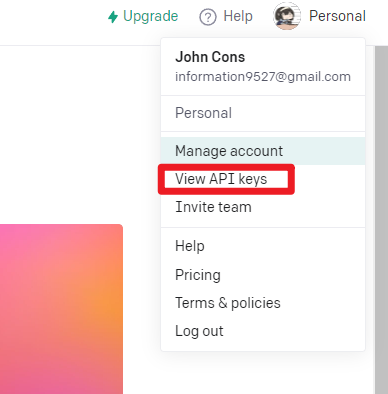 Upgrade Help Personal
John Cons
information9527@gmail.com
Personal
Manage account
View API keys
Invite team
Help
Pricing
Terms & policies
Log out